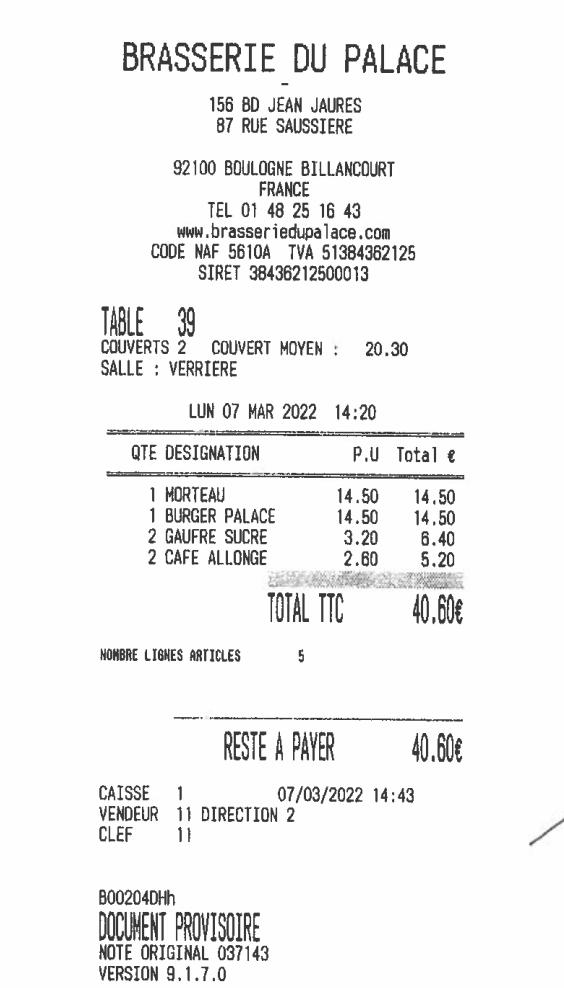 BRASSERIE DU PALACE
-
156 BD JEAN JAURES
87 RUE SAUSSIERE
92100 BOULOGNE BILLANCOURT
FRANCE
TEL 01 48 25 16 43
www.brasseriedupalace.com
CODE NAF 5610A TVA 51384362125
SIRET 38436212500013
TABLE 39
COUVERTS 2 COUVERT MOYEN : 20.30
SALLE : VERRIERE
LUN 07 MAR 2022 14:20
QTE DESIGNATION P.U Total €
1 MORTEAU 14.50 14.50
1 BURGER PALACE 14.50 14.50
2 GAUFRE SUCRE 3.20 6.40
2 CAFE ALLONGE 2.60 5.20
TOTAL TTC 40.60€
NOMBRE LIGNES ARTICLES 5
RESTE A PAYER 40.60€
CAISSE 1 07/03/2022 14:43
VENDEUR 11 DIRECTION 2
CLEF 11
B00204DHh
DOCUMENT PROVISOIRE
NOTE ORIGINAL 037143
VERSION 9.1.7.0